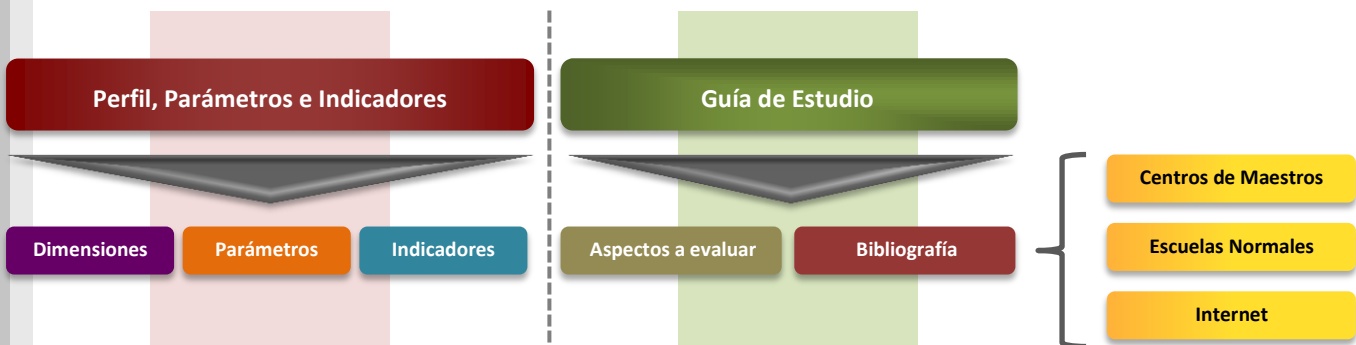 Perfil, Parámetros e Indicadores
Guía de Estudio
Dimensiones
Parámetros
Indicadores
Aspectos a evaluar
Bibliografía
Centros de Maestros
Escuelas Normales
Internet